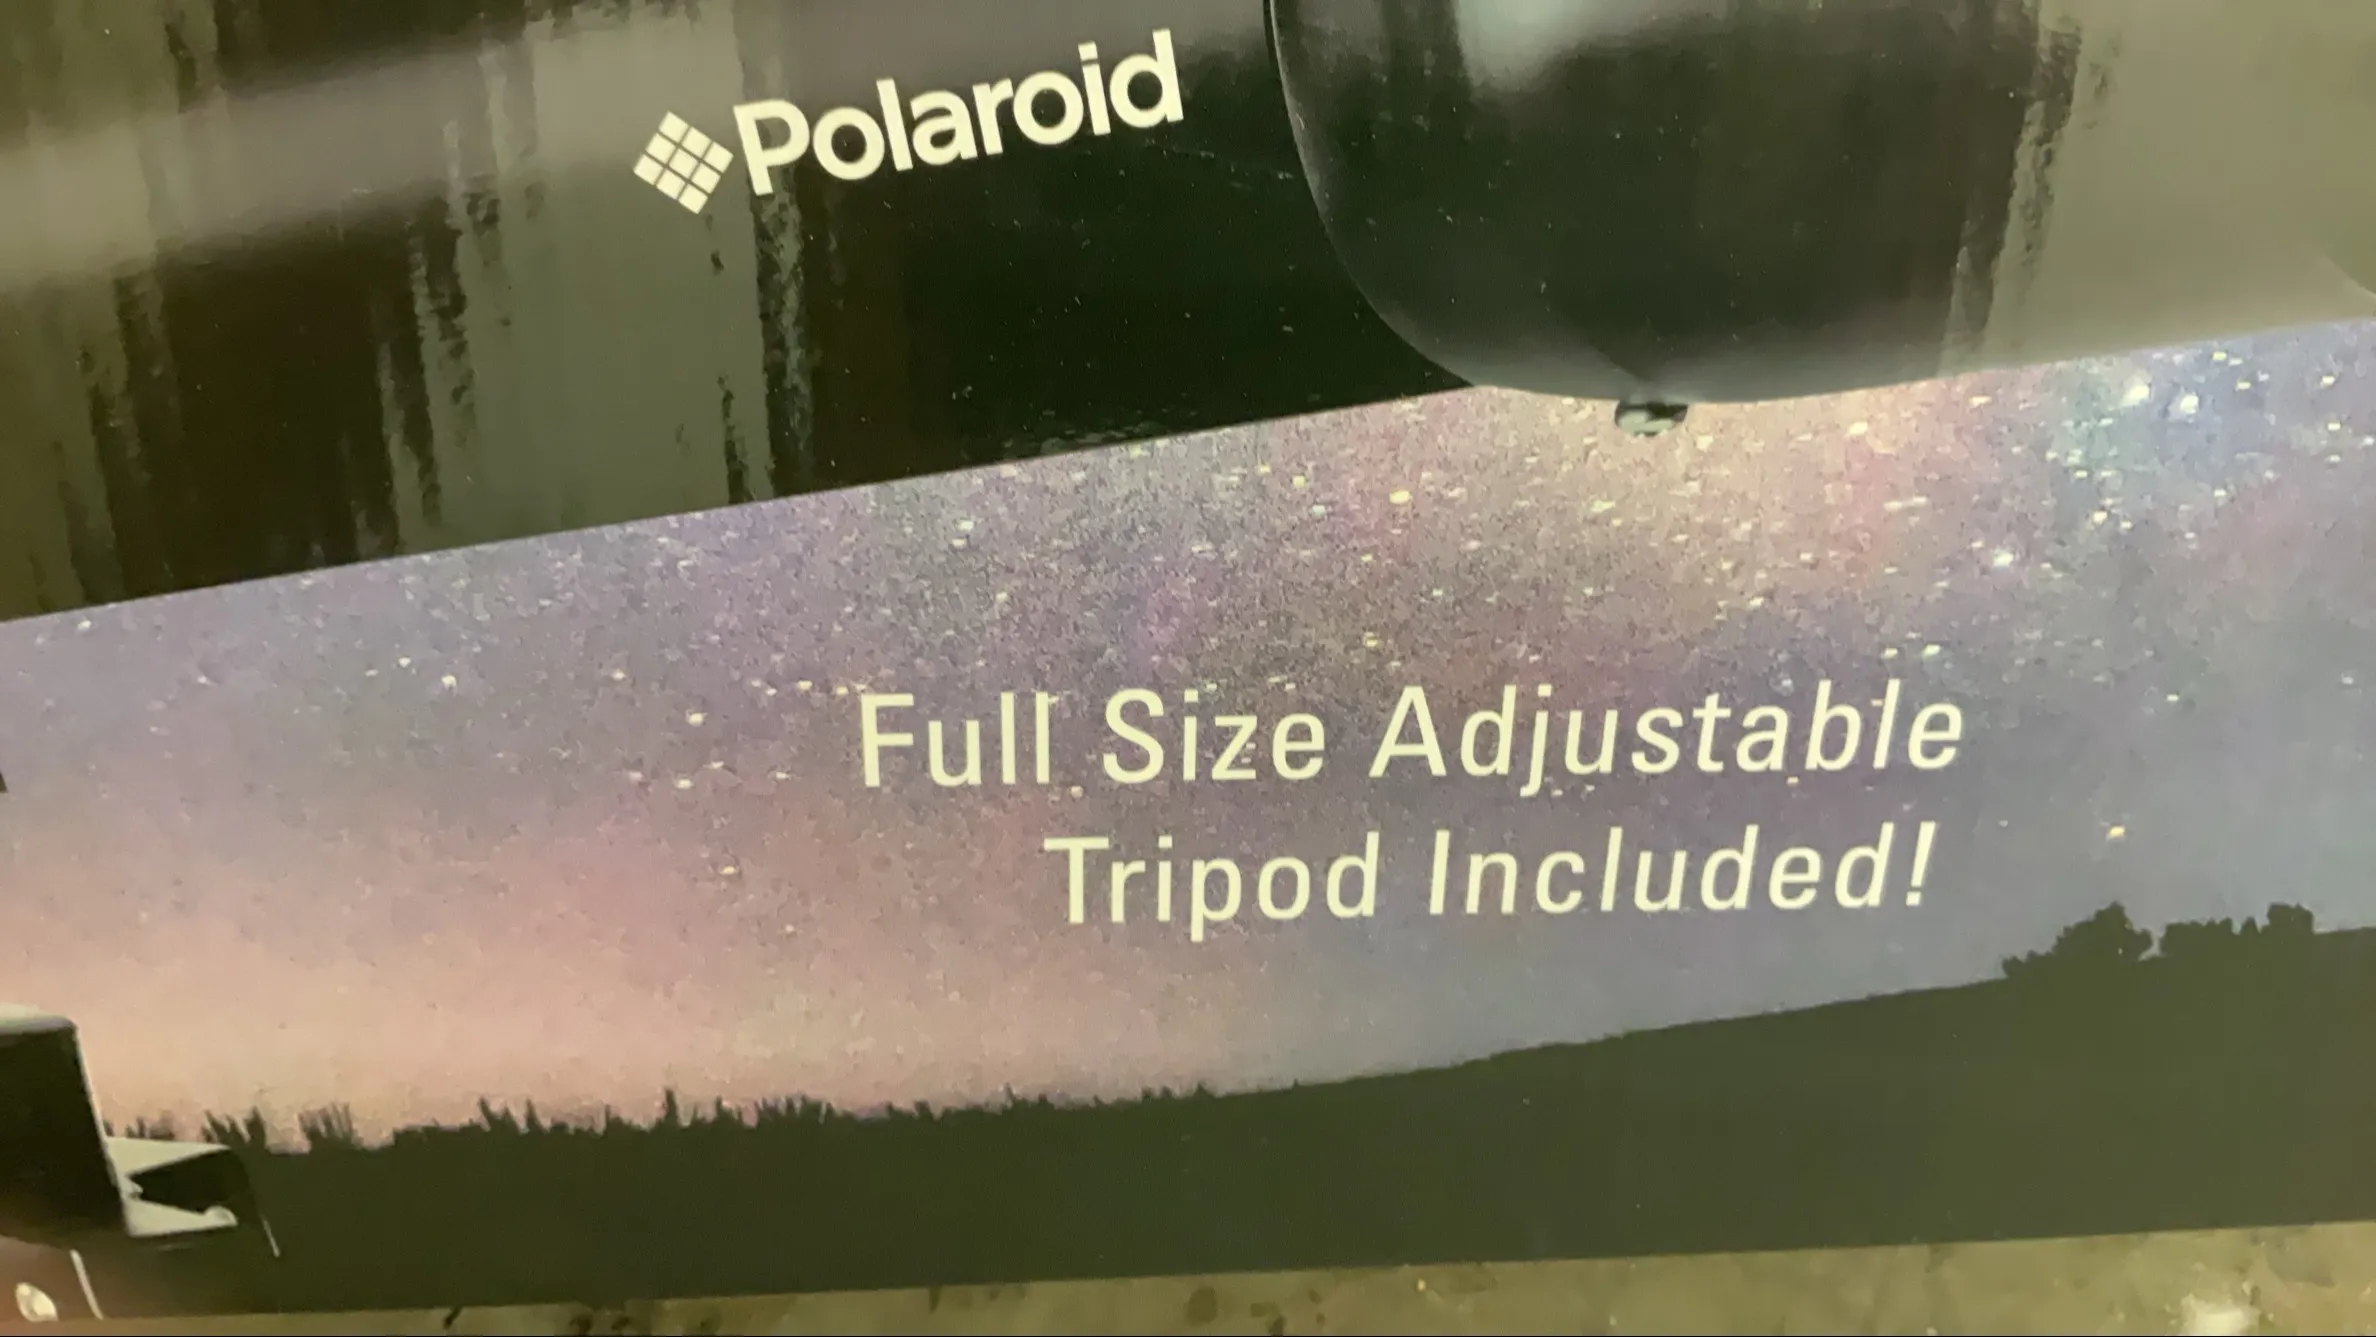 Polaroid
Full Size Adjustable
Tripod Included!